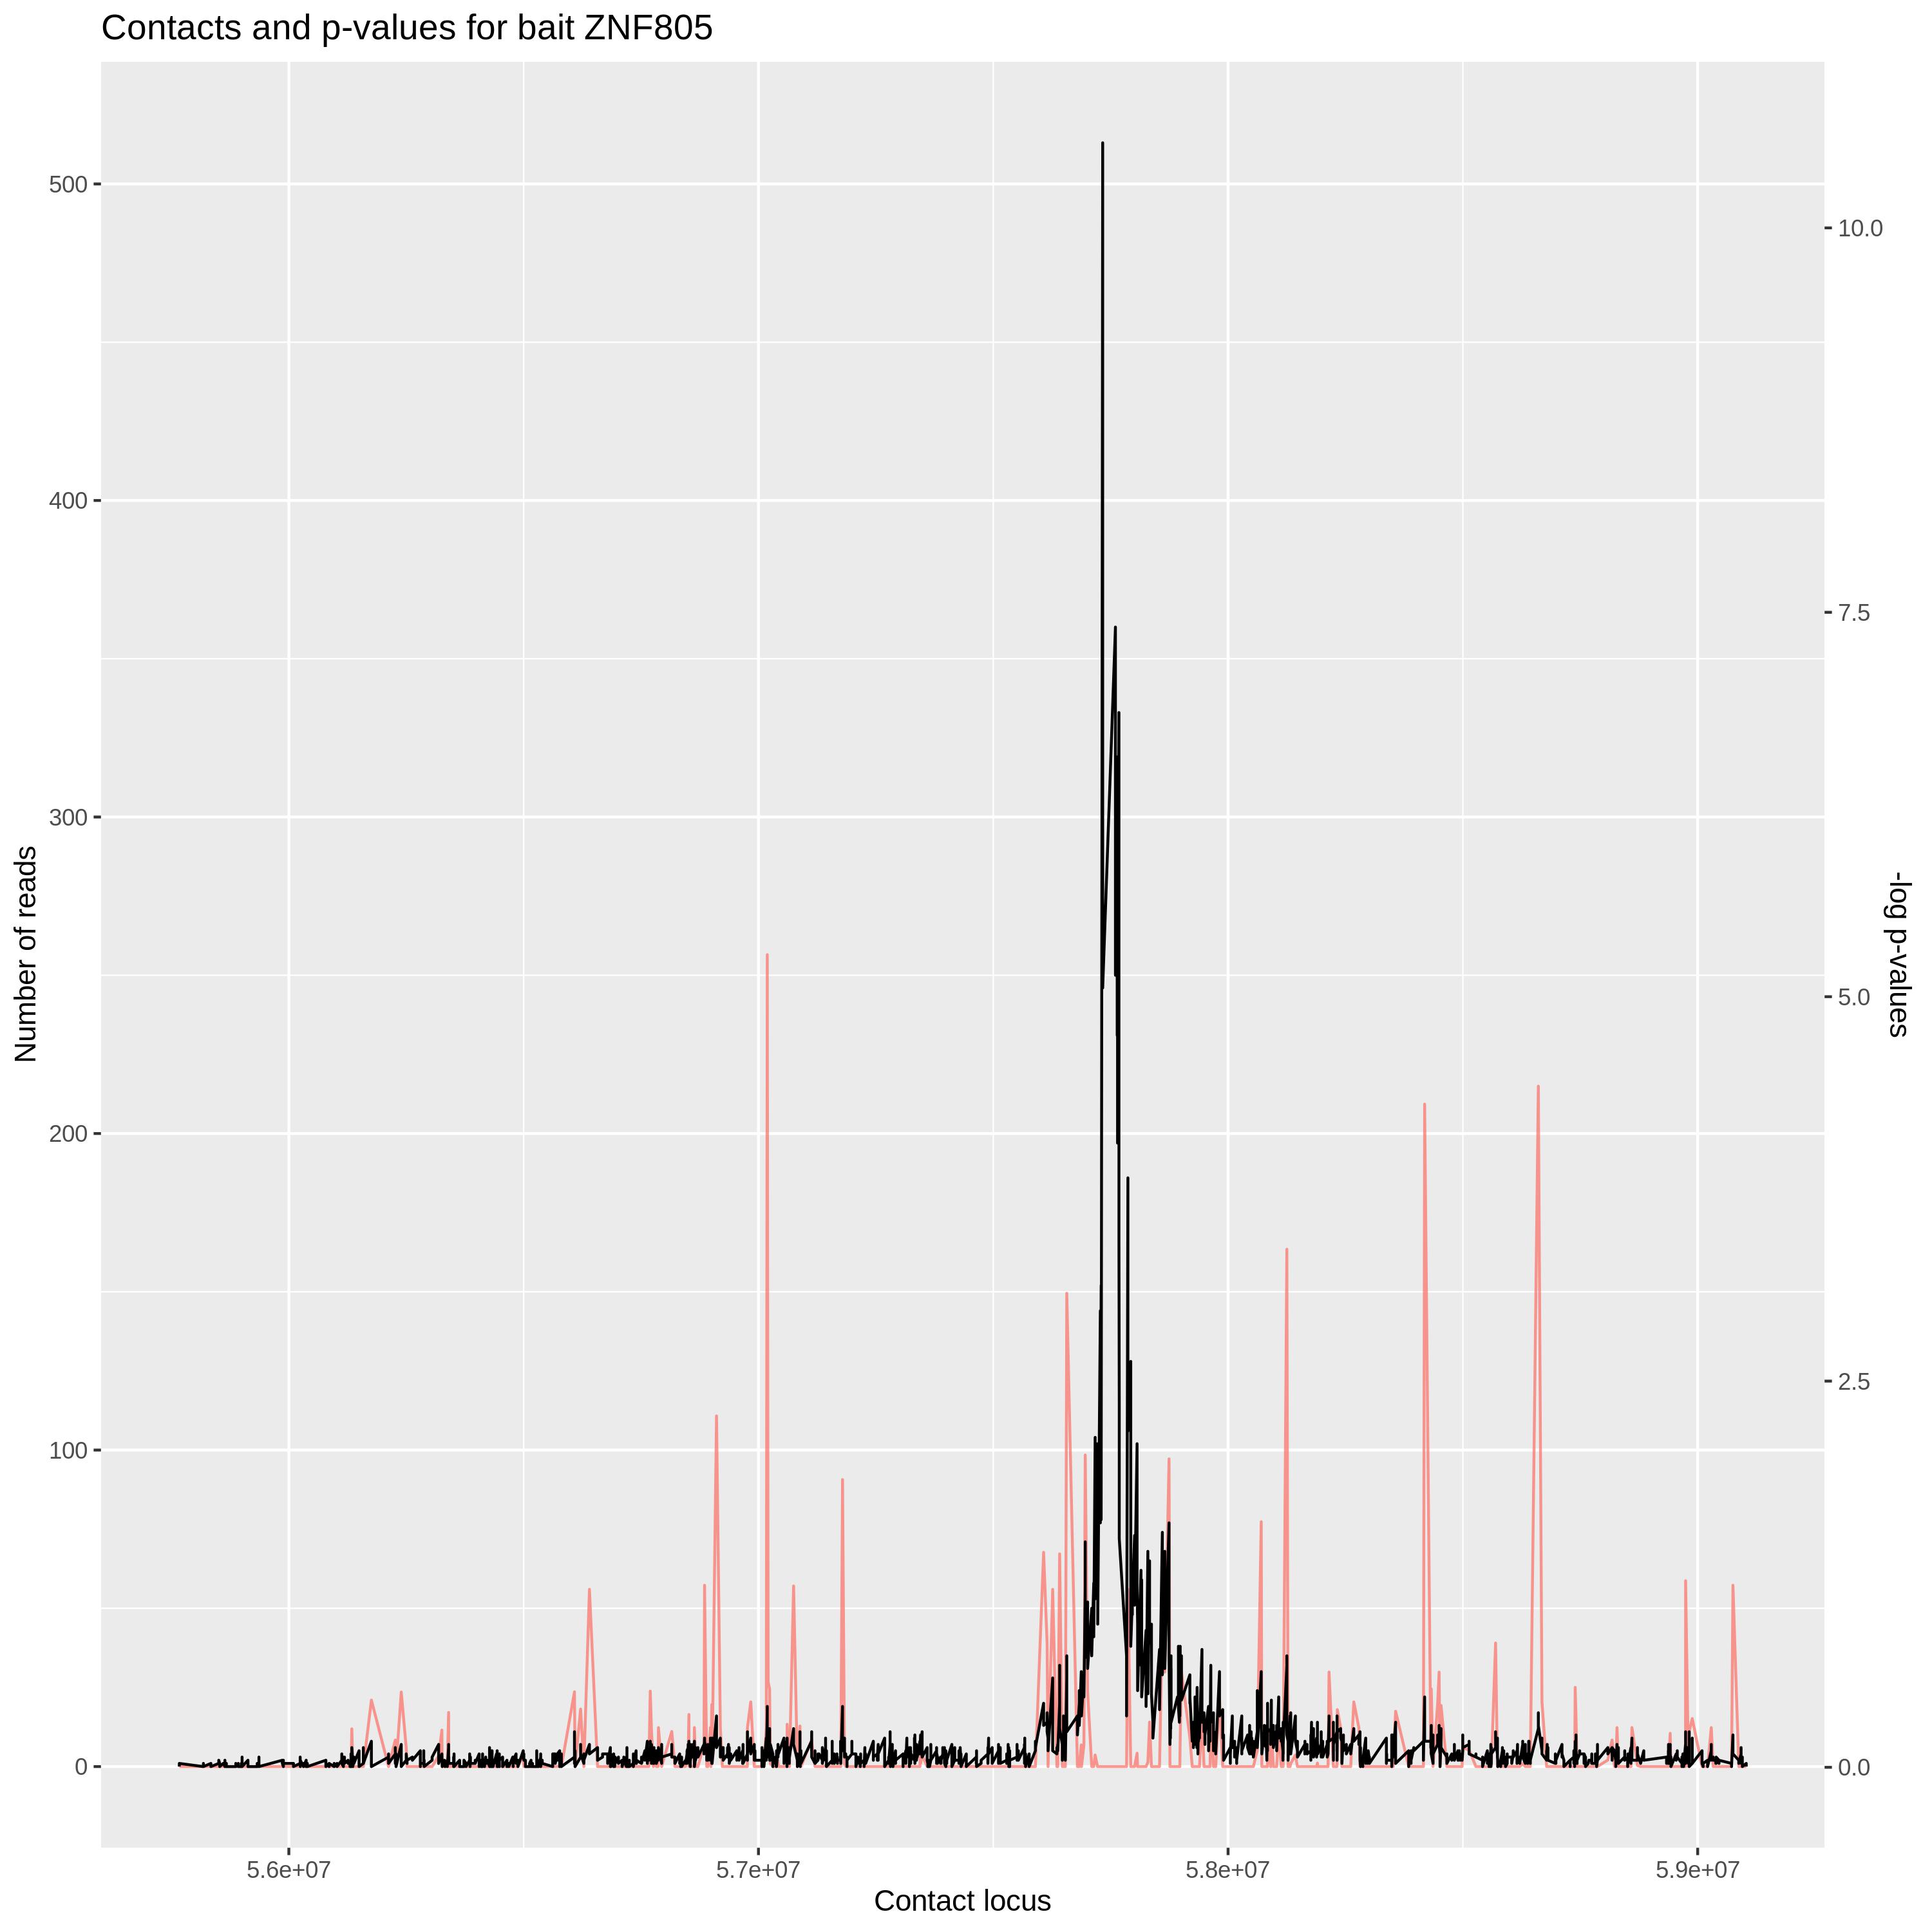 Contacts and p-values for bait ZNF805
500
400
300
200
100
0
Number of reads
10.0
7.5
5.0
2.5
0.0
-log p-values
5.6e+07 5.7e+07 5.8e+07 5.9e+07
Contact locus